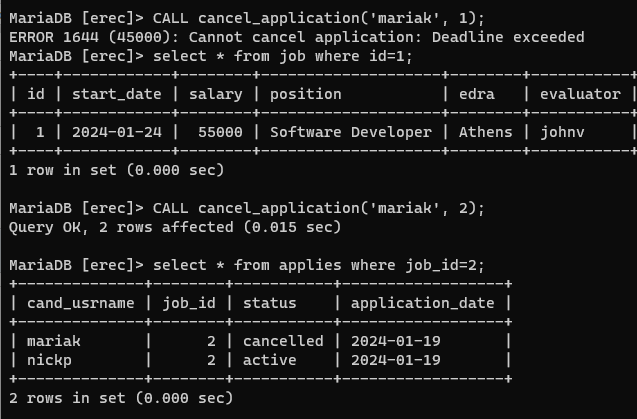 MariaDB [erec]> CALL cancel_application('mariak', 1);
ERROR 1644 (45000): Cannot cancel application: Deadline exceeded
MariaDB [erec]> select * from job where id=1;
+----+------------+--------+--------------------+--------+-----------+
| id | start_date | salary | position           | edra   | evaluator |
+----+------------+--------+--------------------+--------+-----------+
|  1 | 2024-01-24 |  55000 | Software Developer | Athens | johnv     |
+----+------------+--------+--------------------+--------+-----------+
1 row in set (0.000 sec)

MariaDB [erec]> CALL cancel_application('mariak', 2);
Query OK, 2 rows affected (0.015 sec)

MariaDB [erec]> select * from applies where job_id=2;
+--------------+--------+-----------+------------------+
| cand_usrname | job_id | status    | application_date |
+--------------+--------+-----------+------------------+
| mariak       |      2 | cancelled | 2024-01-19       |
| nickp        |      2 | active    | 2024-01-19       |
+--------------+--------+-----------+------------------+
2 rows in set (0.000 sec)